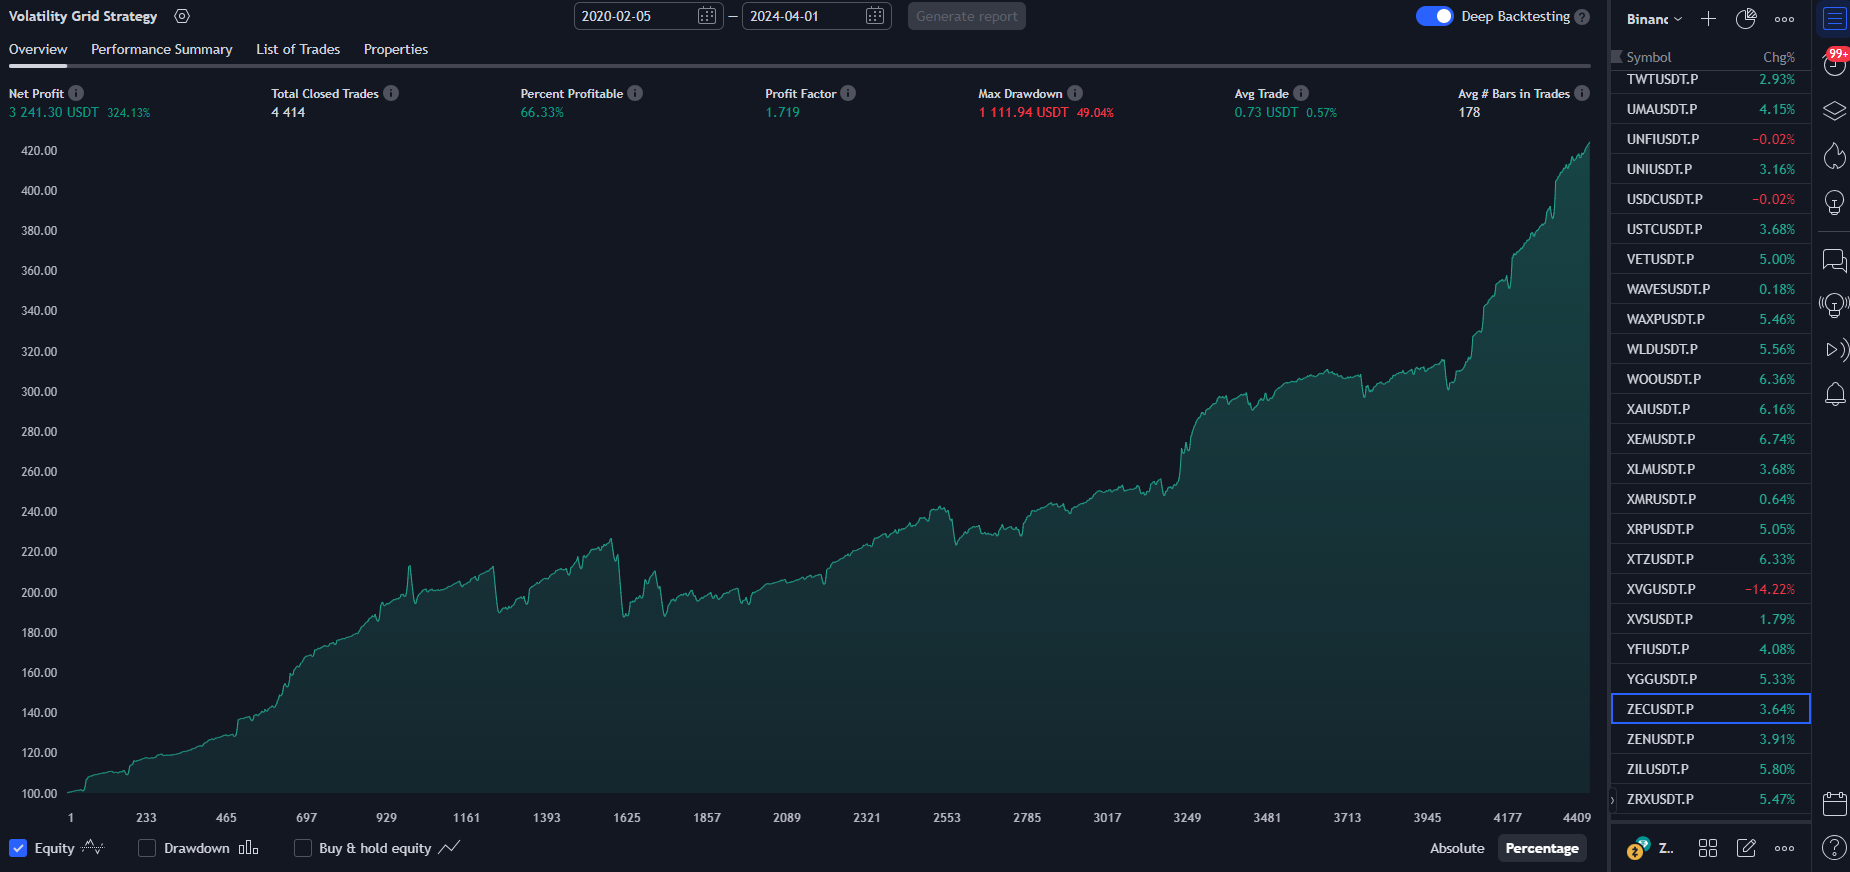 Volatility Grid Strategy
2020-02-05 — 2024-04-01 Generate report
Deep Backtesting
Overview Performance Summary List of Trades Properties
Net Profit
3 241.30 USDT 324.13%
Total Closed Trades
4 414
Percent Profitable
66.33%
Profit Factor
1.719
Max Drawdown
1 111.94 USDT 49.04%
Avg Trade
0.73 USDT 0.57%
Avg # Bars in Trades
178
420.00
400.00
380.00
360.00
340.00
320.00
300.00
280.00
260.00
240.00
220.00
200.00
180.00
160.00
140.00
120.00
100.00
1 233 465 697 929 1161 1393 1625 1857 2089 2321 2553 2785 3017 3249 3481 3713 3945 4177 4409
Equity Drawdown Buy & hold equity
Absolute Percentage
Binanc
Symbol Chg%
TWTUSDT.P 2.93%
UMAUSDT.P 4.15%
UNFIUSDT.P −0.02%
UNIUSDT.P 3.16%
USDCUSDT.P −0.02%
USTCUSDT.P 3.68%
VETUSDT.P 5.00%
WAVESUSDT.P 0.18%
WAXPUSDT.P 5.46%
WLDUSDT.P 5.56%
WOOUSDT.P 6.36%
XAIUSDT.P 6.16%
XEMUSDT.P 6.74%
XLMUSDT.P 3.68%
XMRUSDT.P 0.64%
XRPUSDT.P 5.05%
XTZUSDT.P 6.33%
XVGUSDT.P −14.22%
XVSUSDT.P 1.79%
YFIUSDT.P 4.08%
YGGUSDT.P 5.33%
ZECUSDT.P 3.64%
ZENUSDT.P 3.91%
ZILUSDT.P 5.80%
ZRXUSDT.P 5.47%
Z..
99+